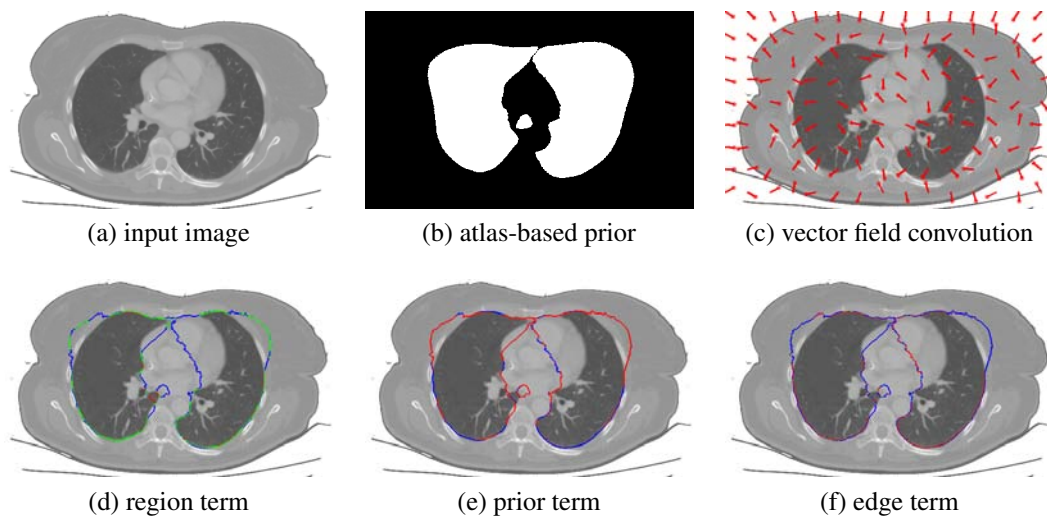 (a) input image
(b) atlas-based prior
(c) vector field convolution
(d) region term
(e) prior term
(f) edge term